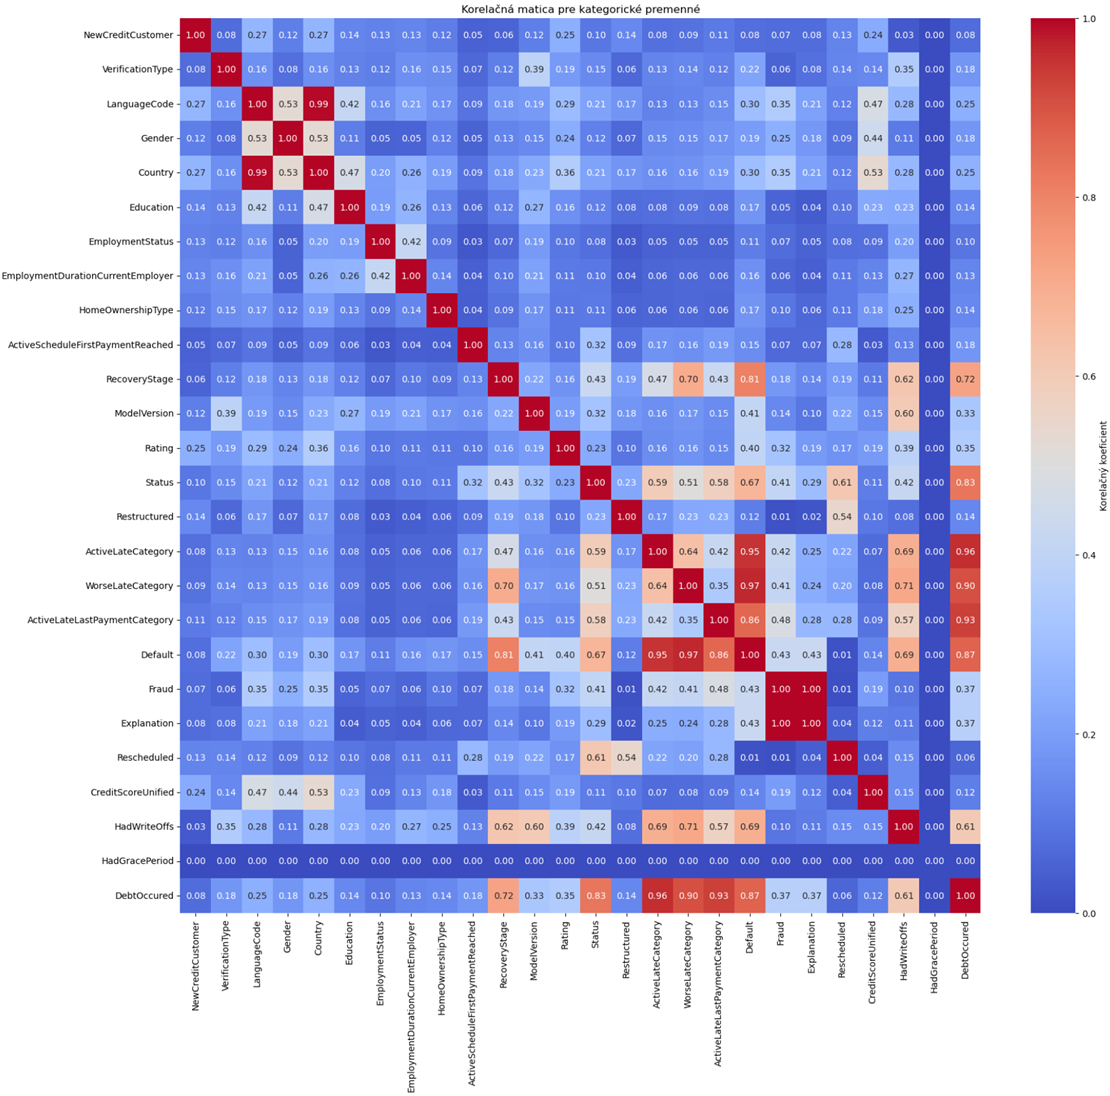 Korelačná matica pre kategorické premenné
NewCreditCustomer 1.00 0.08 0.27 0.12 0.27 0.14 0.13 0.13 0.12 0.05 0.06 0.12 0.25 0.10 0.14 0.08 0.09 0.11 0.08 0.07 0.08 0.13 0.24 0.03 0.00 0.08
VerificationType 0.08 1.00 0.16 0.08 0.16 0.13 0.12 0.16 0.15 0.07 0.12 0.39 0.19 0.15 0.06 0.13 0.14 0.12 0.22 0.06 0.08 0.14 0.14 0.35 0.00 0.18
LanguageCode 0.27 0.16 1.00 0.53 0.99 0.42 0.16 0.21 0.17 0.09 0.18 0.19 0.29 0.21 0.17 0.13 0.13 0.15 0.30 0.35 0.21 0.12 0.47 0.28 0.00 0.25
Gender 0.12 0.08 0.53 1.00 0.53 0.11 0.05 0.05 0.12 0.05 0.13 0.15 0.24 0.12 0.07 0.15 0.15 0.17 0.19 0.25 0.18 0.09 0.44 0.11 0.00 0.18
Country 0.27 0.16 0.99 0.53 1.00 0.47 0.20 0.26 0.19 0.09 0.18 0.23 0.36 0.21 0.17 0.16 0.16 0.19 0.30 0.35 0.21 0.12 0.53 0.28 0.00 0.25
Education 0.14 0.13 0.42 0.11 0.47 1.00 0.19 0.26 0.13 0.06 0.12 0.27 0.16 0.12 0.08 0.08 0.09 0.08 0.17 0.05 0.04 0.10 0.23 0.23 0.00 0.14
EmploymentStatus 0.13 0.12 0.16 0.05 0.20 0.19 1.00 0.42 0.09 0.03 0.07 0.19 0.10 0.08 0.03 0.05 0.05 0.05 0.11 0.07 0.05 0.08 0.09 0.20 0.00 0.10
EmploymentDurationCurrentEmployer 0.13 0.16 0.21 0.05 0.26 0.26 0.42 1.00 0.14 0.04 0.10 0.21 0.11 0.10 0.04 0.06 0.06 0.06 0.16 0.06 0.04 0.11 0.13 0.27 0.00 0.13
HomeOwnershipType 0.12 0.15 0.17 0.12 0.19 0.13 0.09 0.14 1.00 0.04 0.09 0.17 0.11 0.11 0.06 0.06 0.06 0.06 0.17 0.10 0.06 0.11 0.18 0.25 0.00 0.14
ActiveScheduleFirstPaymentReached 0.05 0.07 0.09 0.05 0.09 0.06 0.03 0.04 0.04 1.00 0.13 0.16 0.10 0.32 0.09 0.17 0.16 0.19 0.15 0.07 0.07 0.28 0.03 0.13 0.00 0.18
RecoveryStage 0.06 0.12 0.18 0.13 0.18 0.12 0.07 0.10 0.09 0.13 1.00 0.22 0.16 0.43 0.19 0.47 0.70 0.43 0.81 0.18 0.14 0.19 0.11 0.62 0.00 0.72
ModelVersion 0.12 0.39 0.19 0.15 0.23 0.27 0.19 0.21 0.17 0.16 0.22 1.00 0.19 0.32 0.18 0.16 0.17 0.15 0.41 0.14 0.10 0.22 0.15 0.60 0.00 0.33
Rating 0.25 0.19 0.29 0.24 0.36 0.16 0.10 0.11 0.11 0.10 0.16 0.19 1.00 0.23 0.10 0.16 0.16 0.15 0.40 0.32 0.19 0.17 0.19 0.39 0.00 0.35
Status 0.10 0.15 0.21 0.12 0.21 0.12 0.08 0.10 0.11 0.32 0.43 0.32 0.23 1.00 0.23 0.59 0.51 0.58 0.67 0.41 0.29 0.61 0.11 0.42 0.00 0.83
Restructured 0.14 0.06 0.17 0.07 0.17 0.08 0.03 0.04 0.06 0.09 0.19 0.18 0.10 0.23 1.00 0.17 0.23 0.23 0.12 0.01 0.02 0.54 0.10 0.08 0.00 0.14
ActiveLateCategory 0.08 0.13 0.13 0.15 0.16 0.08 0.05 0.06 0.06 0.17 0.47 0.16 0.16 0.59 0.17 1.00 0.64 0.42 0.95 0.42 0.25 0.22 0.07 0.69 0.00 0.96
WorseLateCategory 0.09 0.14 0.13 0.15 0.16 0.09 0.05 0.06 0.06 0.16 0.70 0.17 0.16 0.51 0.23 0.64 1.00 0.35 0.97 0.41 0.24 0.20 0.08 0.71 0.00 0.90
ActiveLateLastPaymentCategory 0.11 0.12 0.15 0.17 0.19 0.08 0.05 0.06 0.06 0.19 0.43 0.15 0.15 0.58 0.23 0.42 0.35 1.00 0.86 0.48 0.28 0.28 0.09 0.57 0.00 0.93
Default 0.08 0.22 0.30 0.19 0.30 0.17 0.11 0.16 0.17 0.15 0.81 0.41 0.40 0.67 0.12 0.95 0.97 0.86 1.00 0.43 0.43 0.01 0.14 0.69 0.00 0.87
Fraud 0.07 0.06 0.35 0.25 0.35 0.05 0.07 0.06 0.10 0.07 0.18 0.14 0.32 0.41 0.01 0.42 0.41 0.48 0.43 1.00 1.00 0.01 0.19 0.10 0.00 0.37
Explanation 0.08 0.08 0.21 0.18 0.21 0.04 0.05 0.04 0.06 0.07 0.14 0.10 0.19 0.29 0.02 0.25 0.24 0.28 0.43 1.00 1.00 0.04 0.12 0.11 0.00 0.37
Rescheduled 0.13 0.14 0.12 0.09 0.12 0.10 0.08 0.11 0.11 0.28 0.19 0.22 0.17 0.61 0.54 0.22 0.20 0.28 0.01 0.01 0.04 1.00 0.04 0.15 0.00 0.06
CreditScoreUnified 0.24 0.14 0.47 0.44 0.53 0.23 0.09 0.13 0.18 0.03 0.11 0.15 0.19 0.11 0.10 0.07 0.08 0.09 0.14 0.19 0.12 0.04 1.00 0.15 0.00 0.12
HadWriteOffs 0.03 0.35 0.28 0.11 0.28 0.23 0.20 0.27 0.25 0.13 0.62 0.60 0.39 0.42 0.08 0.69 0.71 0.57 0.69 0.10 0.11 0.15 0.15 1.00 0.00 0.61
HadGracePeriod 0.00 0.00 0.00 0.00 0.00 0.00 0.00 0.00 0.00 0.00 0.00 0.00 0.00 0.00 0.00 0.00 0.00 0.00 0.00 0.00 0.00 0.00 0.00 0.00 0.00 0.00
DebtOccured 0.08 0.18 0.25 0.18 0.25 0.14 0.10 0.13 0.14 0.18 0.72 0.33 0.35 0.83 0.14 0.96 0.90 0.93 0.87 0.37 0.37 0.06 0.12 0.61 0.00 1.00
NewCreditCustomer
VerificationType
LanguageCode
Gender
Country
Education
EmploymentStatus
EmploymentDurationCurrentEmployer
HomeOwnershipType
ActiveScheduleFirstPaymentReached
RecoveryStage
ModelVersion
Rating
Status
Restructured
ActiveLateCategory
WorseLateCategory
ActiveLateLastPaymentCategory
Default
Fraud
Explanation
Rescheduled
CreditScoreUnified
HadWriteOffs
HadGracePeriod
DebtOccured
1.0
0.8
0.6
0.4
0.2
0.0
Korelačný koeficient